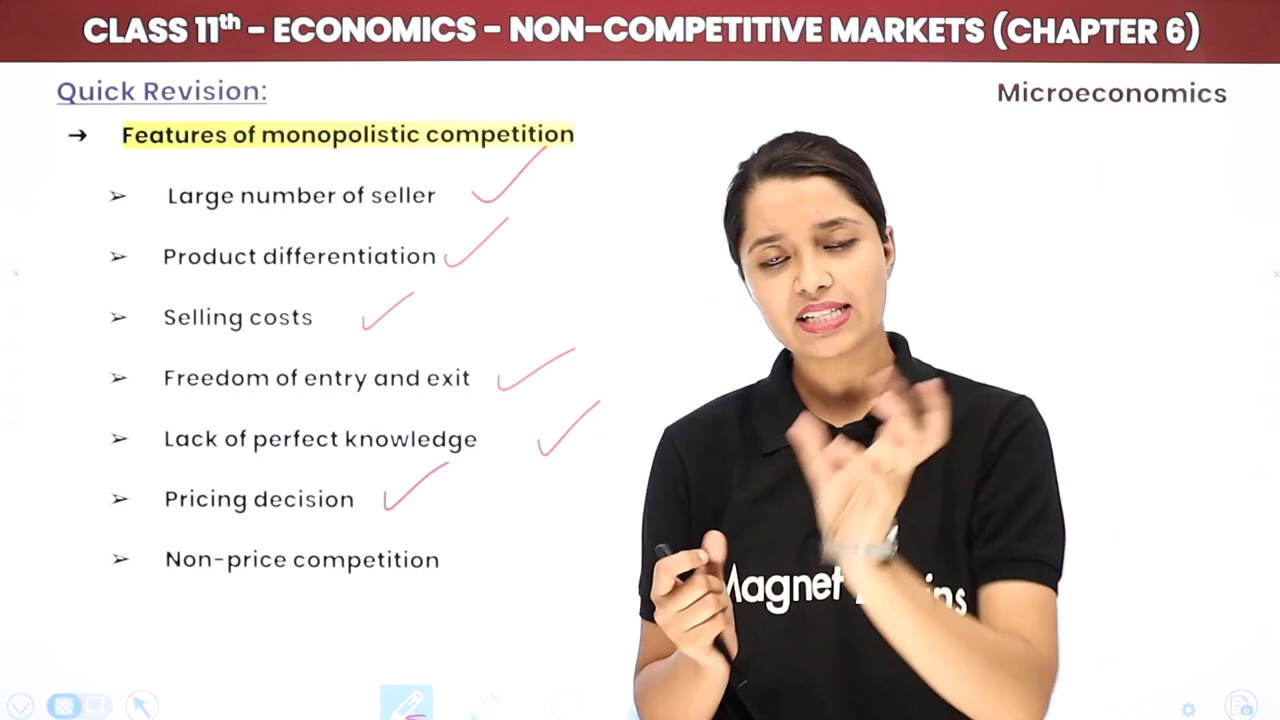 CLASS 11th - ECONOMICS - NON-COMPETITIVE MARKETS (CHAPTER 6)
Quick Revision:
Microeconomics
→ Features of monopolistic competition
➢ Large number of seller
➢ Product differentiation
➢ Selling costs
➢ Freedom of entry and exit
➢ Lack of perfect knowledge
➢ Pricing decision
➢ Non-price competition
Magnet